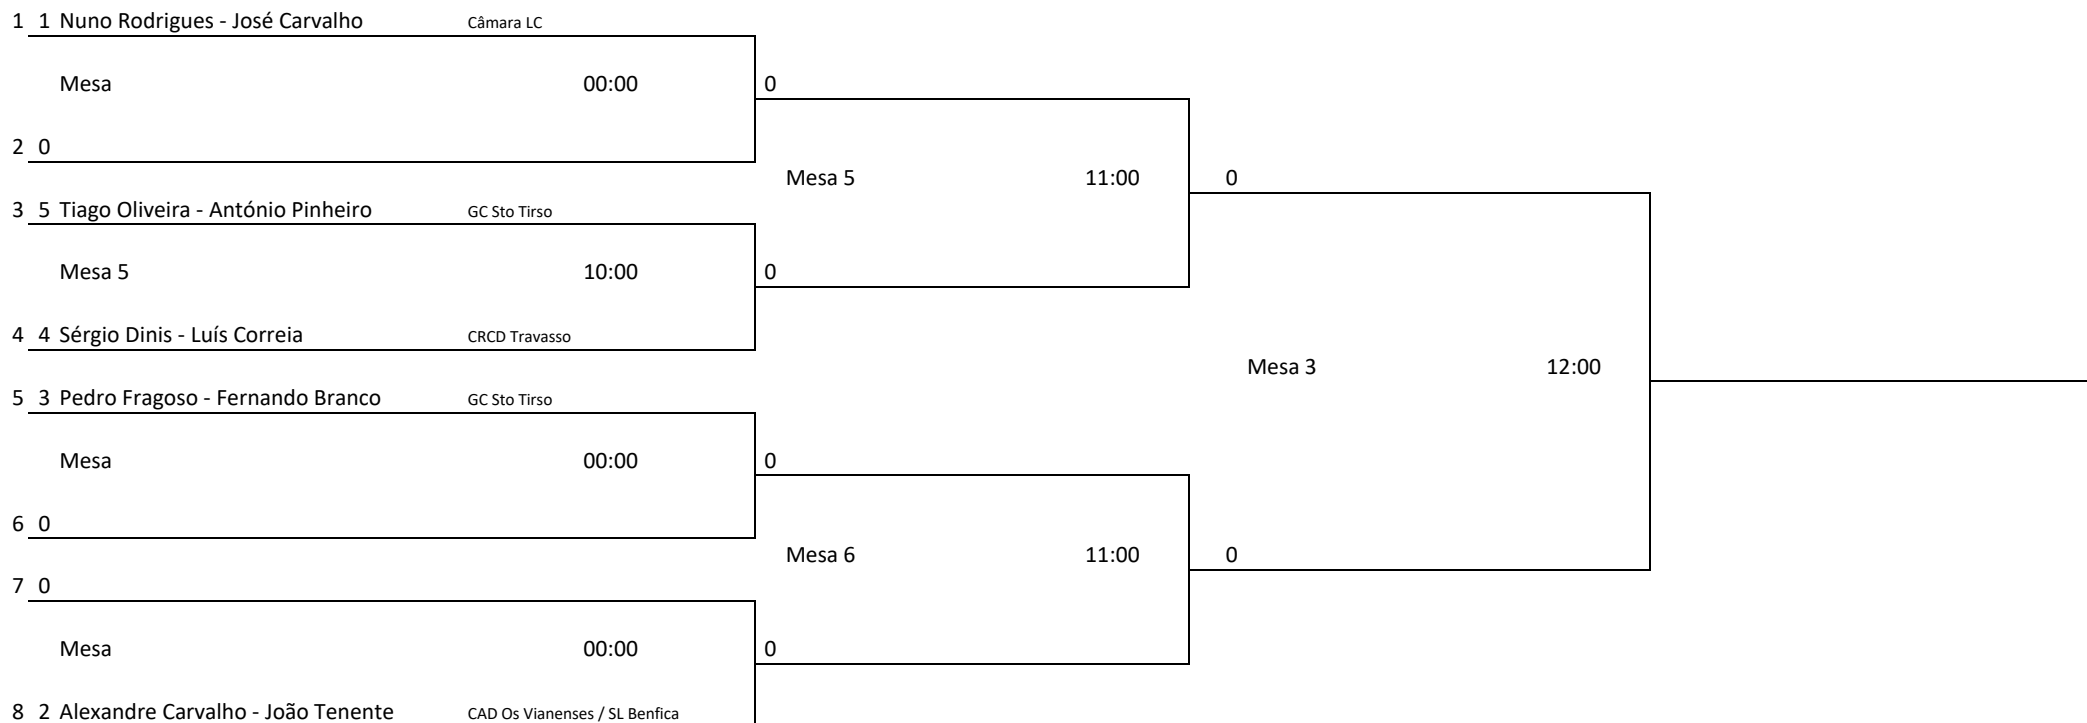 1 1 Nuno Rodrigues - José Carvalho Câmara LC
Mesa 00:00 0
2 0
Mesa 5 11:00 0
3 5 Tiago Oliveira - António Pinheiro GC Sto Tirso
Mesa 5 10:00 0
4 4 Sérgio Dinis - Luís Correia CRCD Travasso
Mesa 3 12:00
5 3 Pedro Fragoso - Fernando Branco GC Sto Tirso
Mesa 00:00 0
6 0
Mesa 6 11:00 0
7 0
Mesa 00:00 0
8 2 Alexandre Carvalho - João Tenente CAD Os Vianenses / SL Benfica